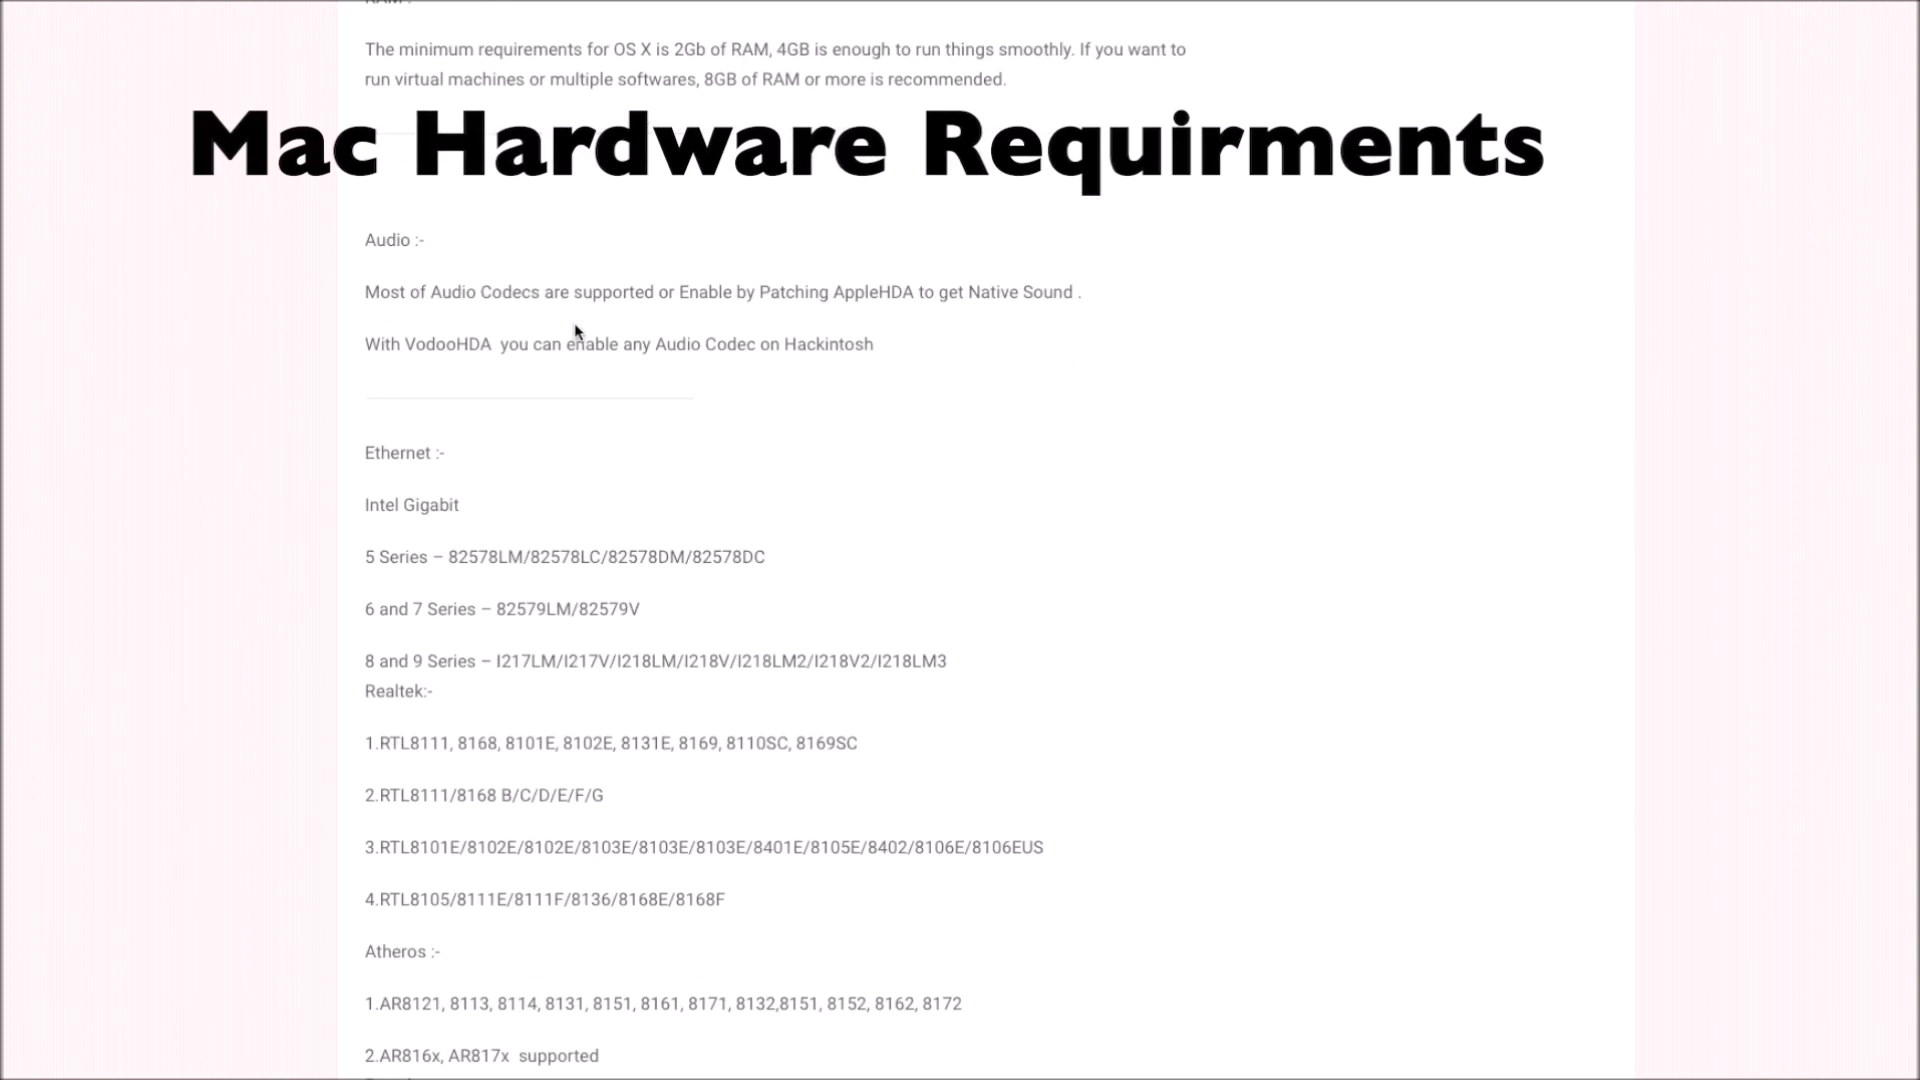 RAM :
The minimum requirements for OS X is 2Gb of RAM, 4GB is enough to run things smoothly. If you want to
run virtual machines or multiple softwares, 8GB of RAM or more is recommended.
Mac Hardware Requirments
Audio :-
Most of Audio Codecs are supported or Enable by Patching AppleHDA to get Native Sound .
With VodooHDA  you can enable any Audio Codec on Hackintosh
Ethernet :-
Intel Gigabit
5 Series – 82578LM/82578LC/82578DM/82578DC
6 and 7 Series – 82579LM/82579V
8 and 9 Series – I217LM/I217V/I218LM/I218V/I218LM2/I218V2/I218LM3
Realtek:-
1.RTL8111, 8168, 8101E, 8102E, 8131E, 8169, 8110SC, 8169SC
2.RTL8111/8168 B/C/D/E/F/G
3.RTL8101E/8102E/8102E/8103E/8103E/8103E/8401E/8105E/8402/8106E/8106EUS
4.RTL8105/8111E/8111F/8136/8168E/8168F
Atheros :-
1.AR8121, 8113, 8114, 8131, 8151, 8161, 8171, 8132,8151, 8152, 8162, 8172
2.AR816x, AR817x  supported